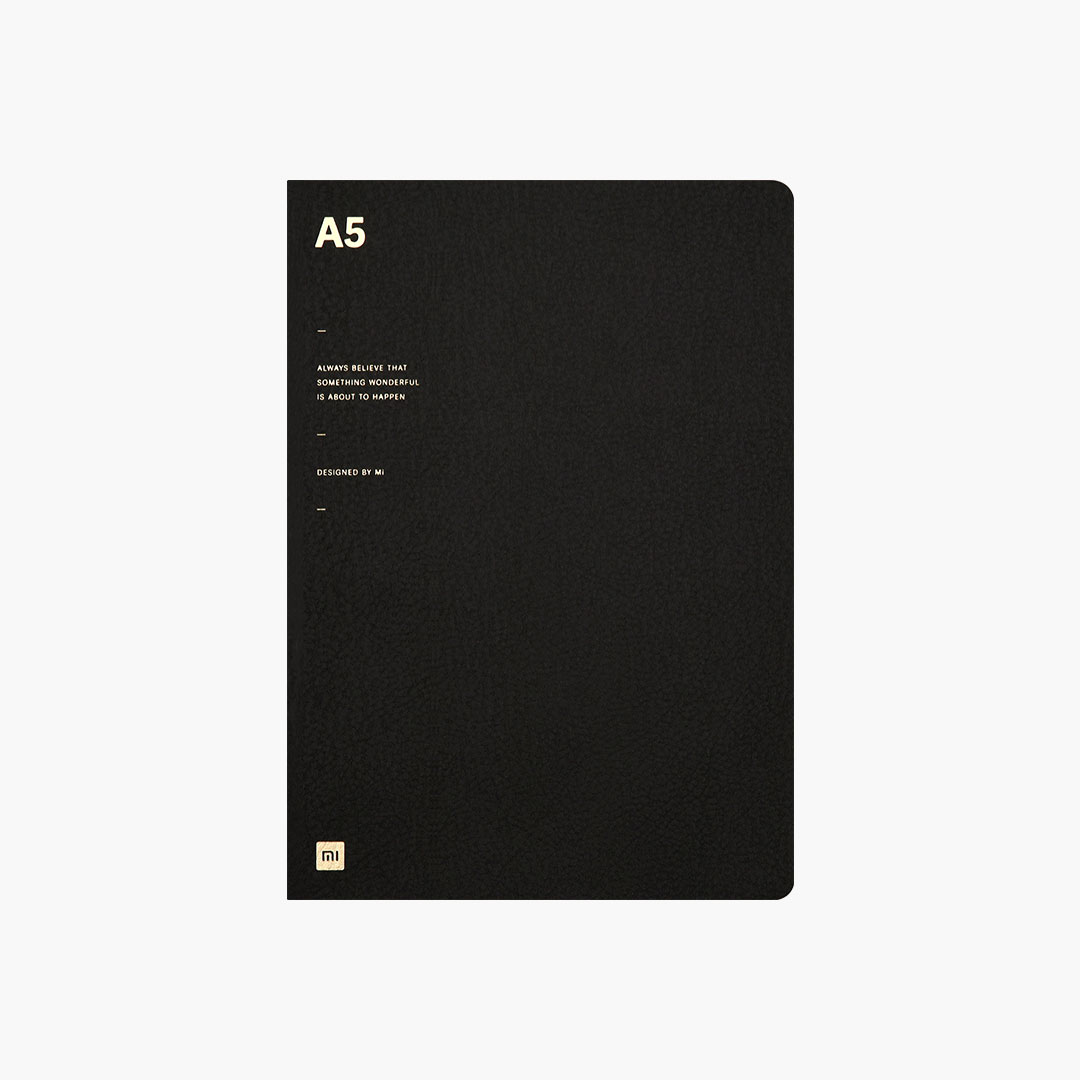 A5
—
ALWAYS BELIEVE THAT
SOMETHING WONDERFUL
IS ABOUT TO HAPPEN
—
DESIGNED BY Mi
—
mi